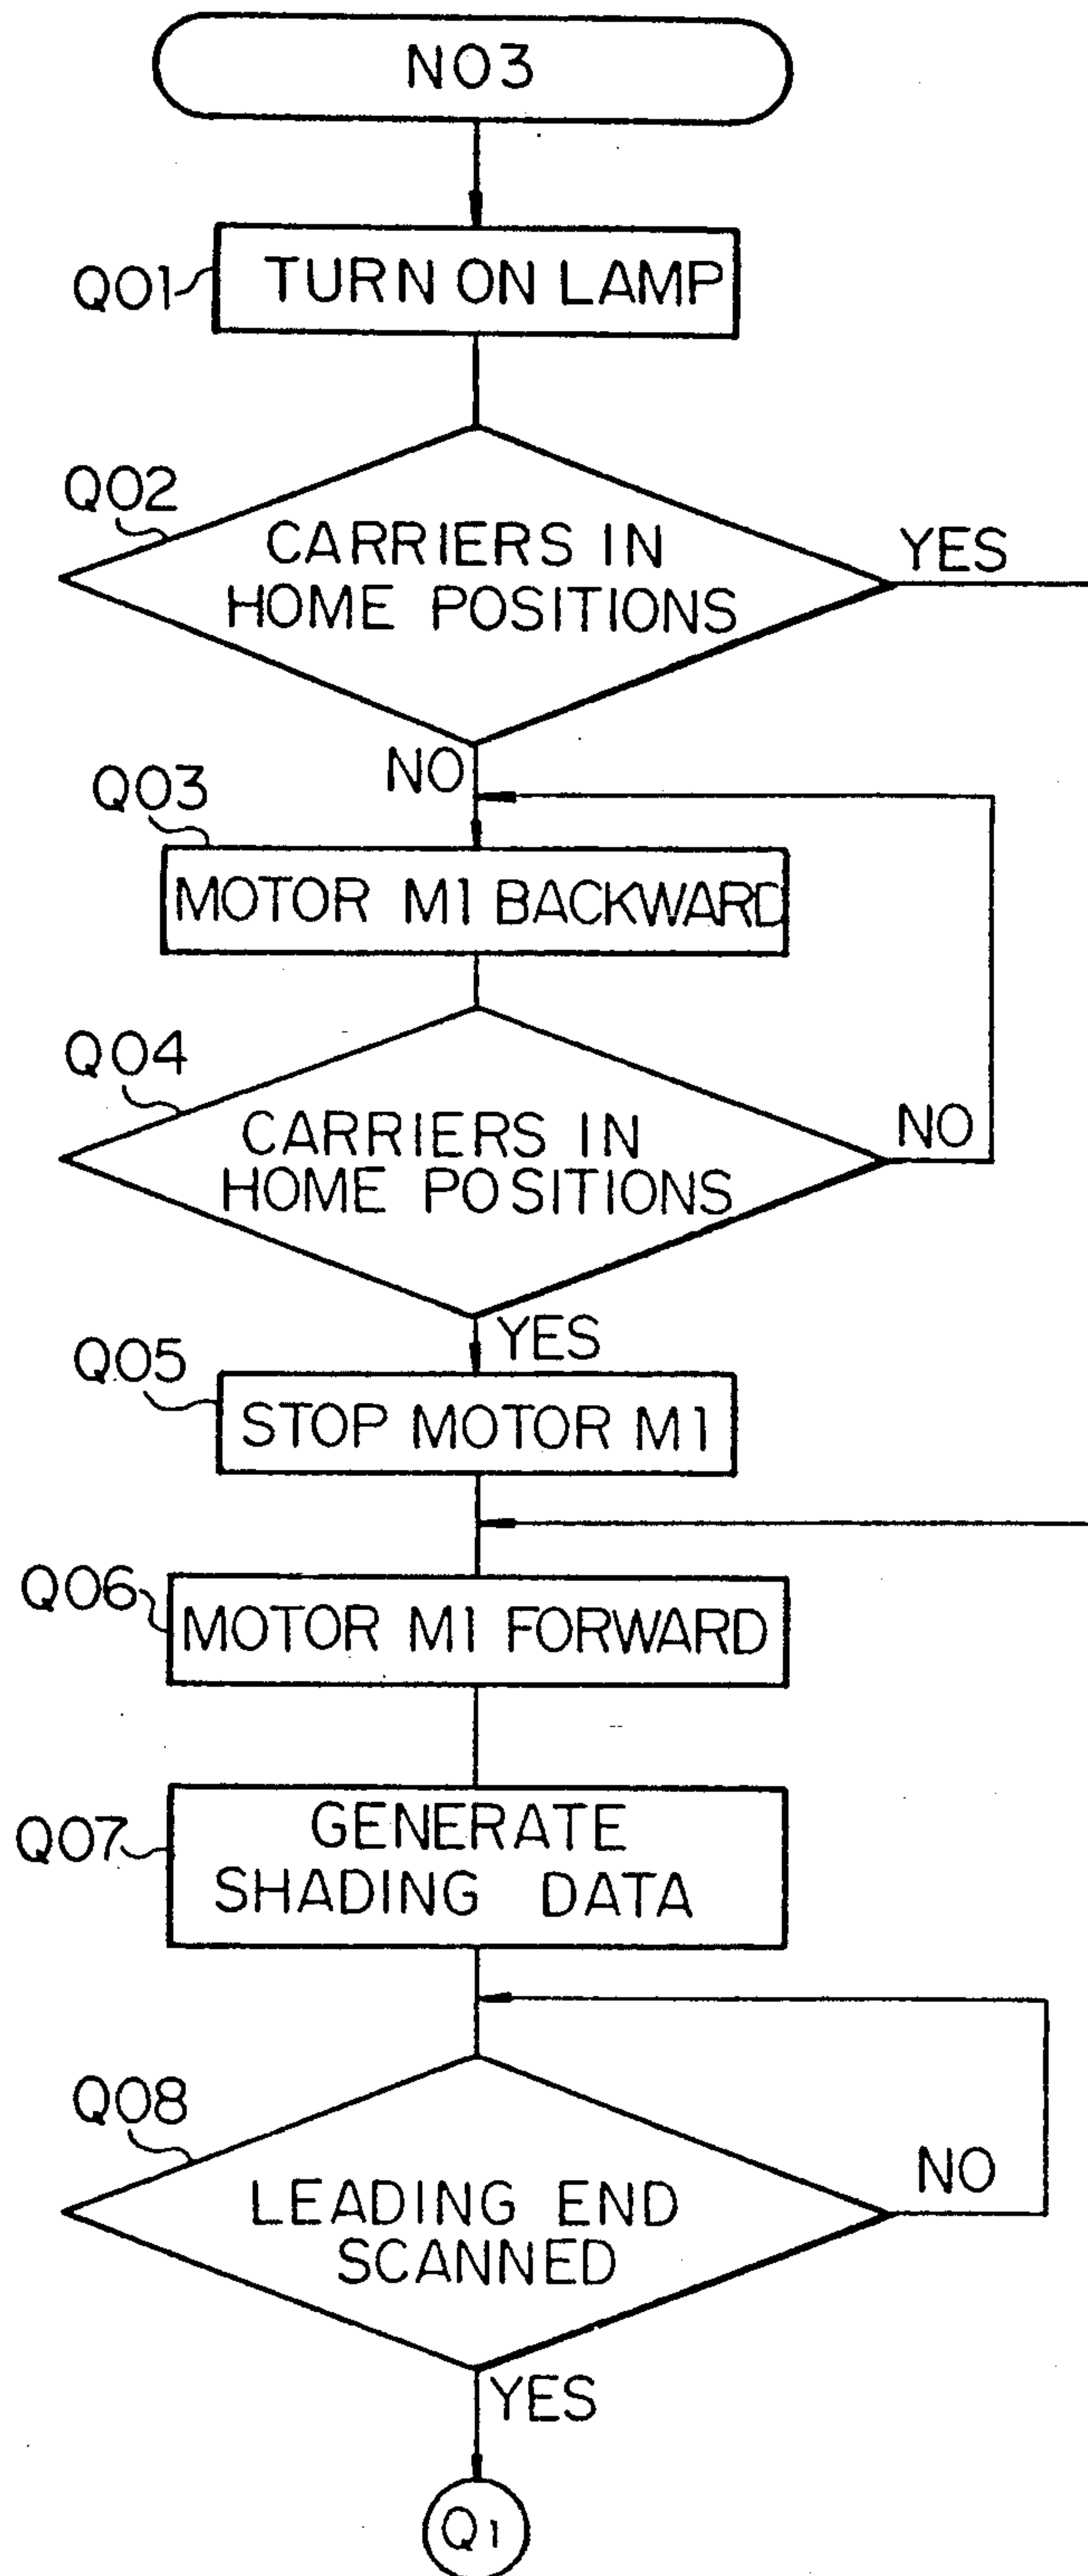 NO3
Q01
TURN ON LAMP
Q02
CARRIERS IN
HOME POSITIONS
YES
NO
Q03
MOTOR M1 BACKWARD
Q04
CARRIERS IN
HOME POSITIONS
NO
YES
Q05
STOP MOTOR M1
Q06
MOTOR M1 FORWARD
Q07
GENERATE
SHADING DATA
Q08
LEADING END
SCANNED
NO
YES
Q1